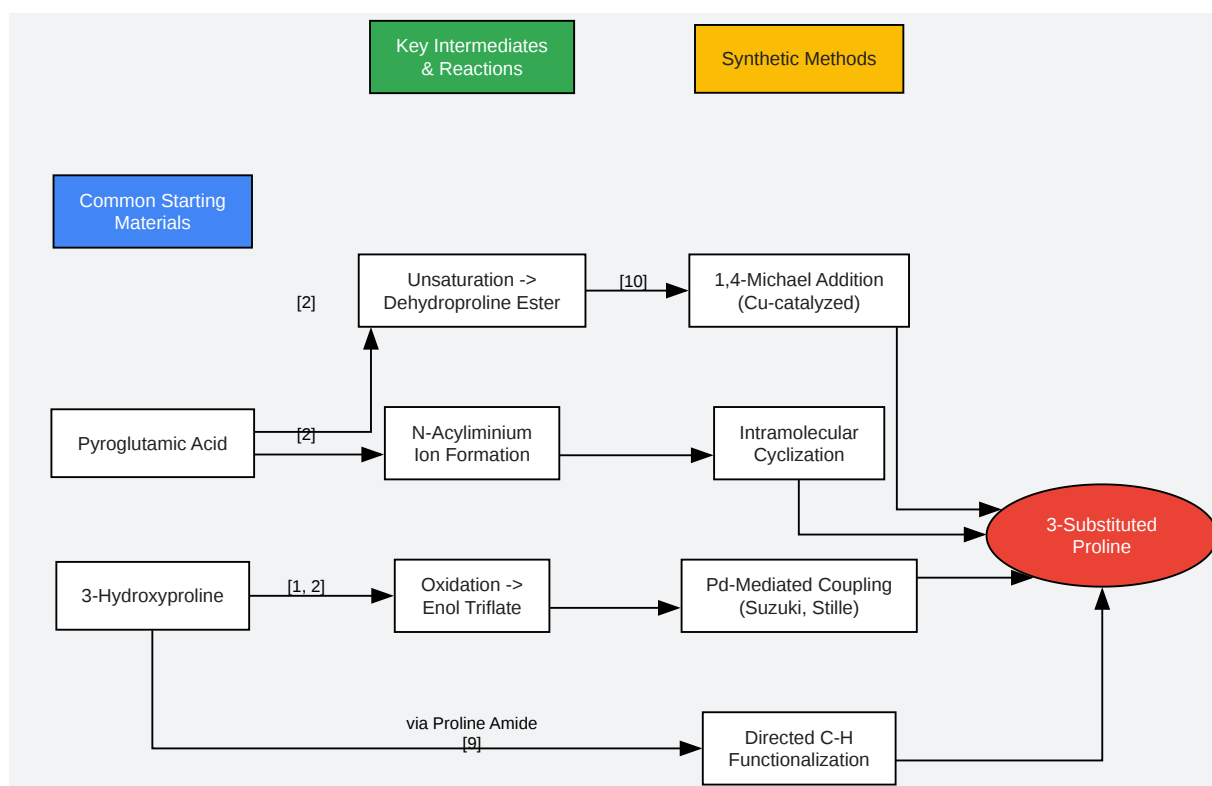 Key Intermediates
& Reactions
Synthetic Methods
Common Starting
Materials
Unsaturation ->
Dehydroproline Ester
[10]
1,4-Michael Addition
(Cu-catalyzed)
[2]
Pyroglutamic Acid
[2]
N-Acyliminium
Ion Formation
Intramolecular
Cyclization
3-Substituted
Proline
3-Hydroxyproline
[1, 2]
Oxidation ->
Enol Triflate
Pd-Mediated Coupling
(Suzuki, Stille)
via Proline Amide
[9]
Directed C-H
Functionalization